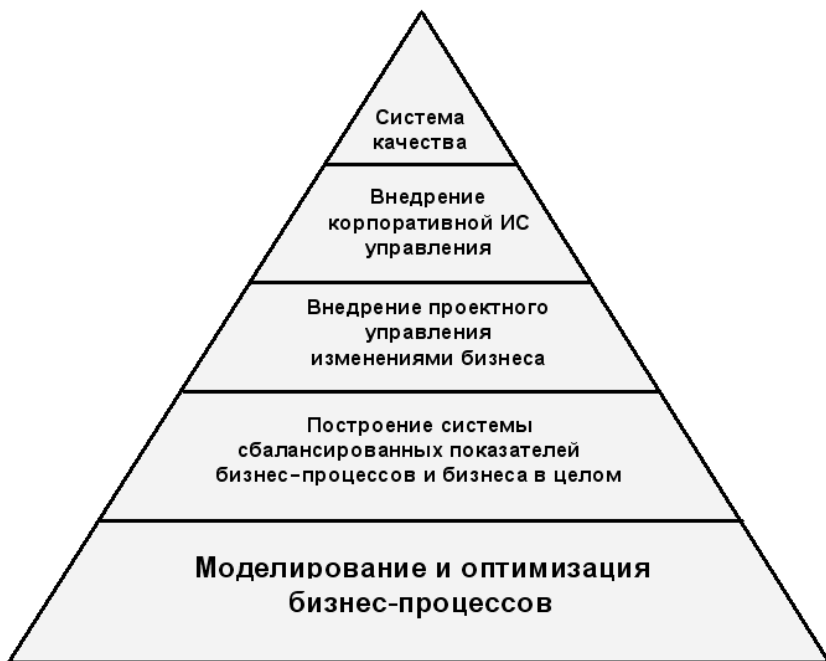 Система
качества
Внедрение
корпоративной ИС
управления
Внедрение проектного
управления
изменениями бизнеса
Построение системы
сбалансированных показателей
бизнес-процессов и бизнеса в целом
Моделирование и оптимизация
бизнес-процессов